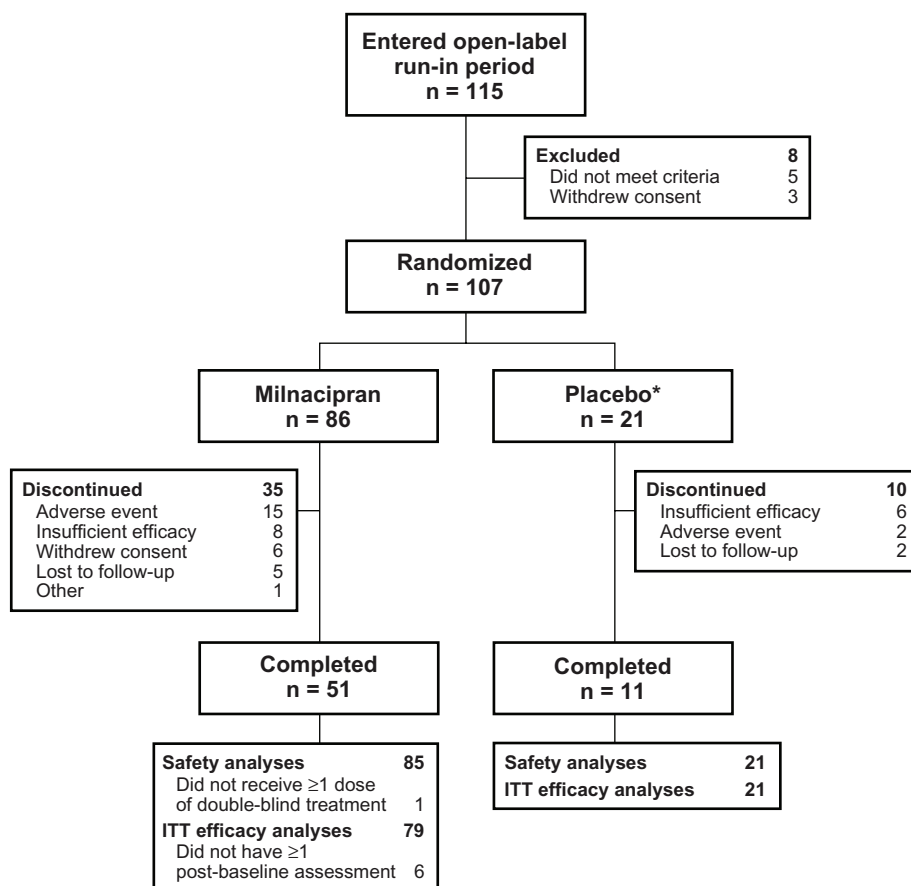 Entered open-label
run-in period
n = 115
Excluded 8
Did not meet criteria 5
Withdrew consent 3
Randomized
n = 107
Milnacipran
n = 86
Placebo*
n = 21
Discontinued 35
Adverse event 15
Insufficient efficacy 8
Withdrew consent 6
Lost to follow-up 5
Other 1
Discontinued 10
Insufficient efficacy 6
Adverse event 2
Lost to follow-up 2
Completed
n = 51
Completed
n = 11
Safety analyses 85
Did not receive ≥1 dose
of double-blind treatment 1
ITT efficacy analyses 79
Did not have ≥1
post-baseline assessment 6
Safety analyses 21
ITT efficacy analyses 21